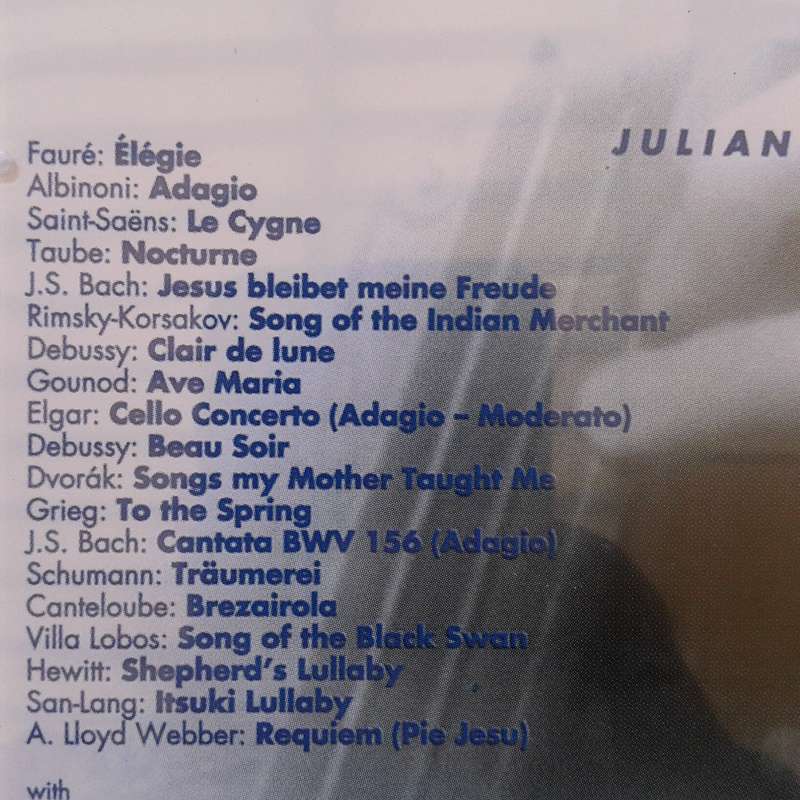 JULIAN
Fauré: Élégie
Albinoni: Adagio
Saint-Saëns: Le Cygne
Taube: Nocturne
J.S. Bach: Jesus bleibet meine Freude
Rimsky-Korsakov: Song of the Indian Merchant
Debussy: Clair de lune
Gounod: Ave Maria
Elgar: Cello Concerto (Adagio – Moderato)
Debussy: Beau Soir
Dvorák: Songs my Mother Taught Me
Grieg: To the Spring
J.S. Bach: Cantata BWV 156 (Adagio)
Schumann: Träumerei
Canteloube: Brezairola
Villa Lobos: Song of the Black Swan
Hewitt: Shepherd's Lullaby
San-Lang: Itsuki Lullaby
A. Lloyd Webber: Requiem (Pie Jesu)
with